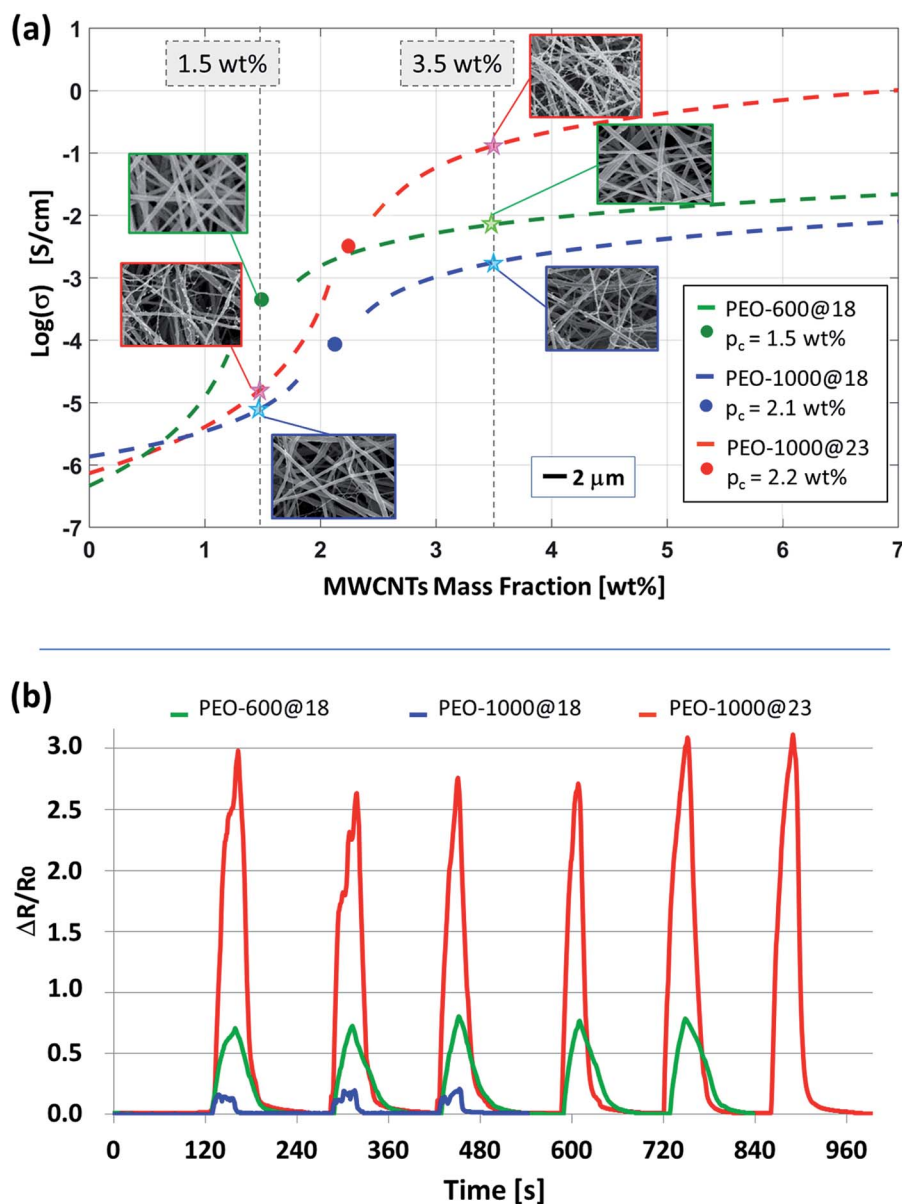 (a)
1.5 wt%
3.5 wt%
Log(σ) [S/cm]
1
0
-1
-2
-3
-4
-5
-6
-7
PEO-600@18
p_c = 1.5 wt%
PEO-1000@18
p_c = 2.1 wt%
PEO-1000@23
p_c = 2.2 wt%
2 μm
0 1 2 3 4 5 6 7
MWCNTs Mass Fraction [wt%]
(b)
PEO-600@18 PEO-1000@18 PEO-1000@23
ΔR/R₀
3.0
2.5
2.0
1.5
1.0
0.5
0.0
0 120 240 360 480 600 720 840 960
Time [s]